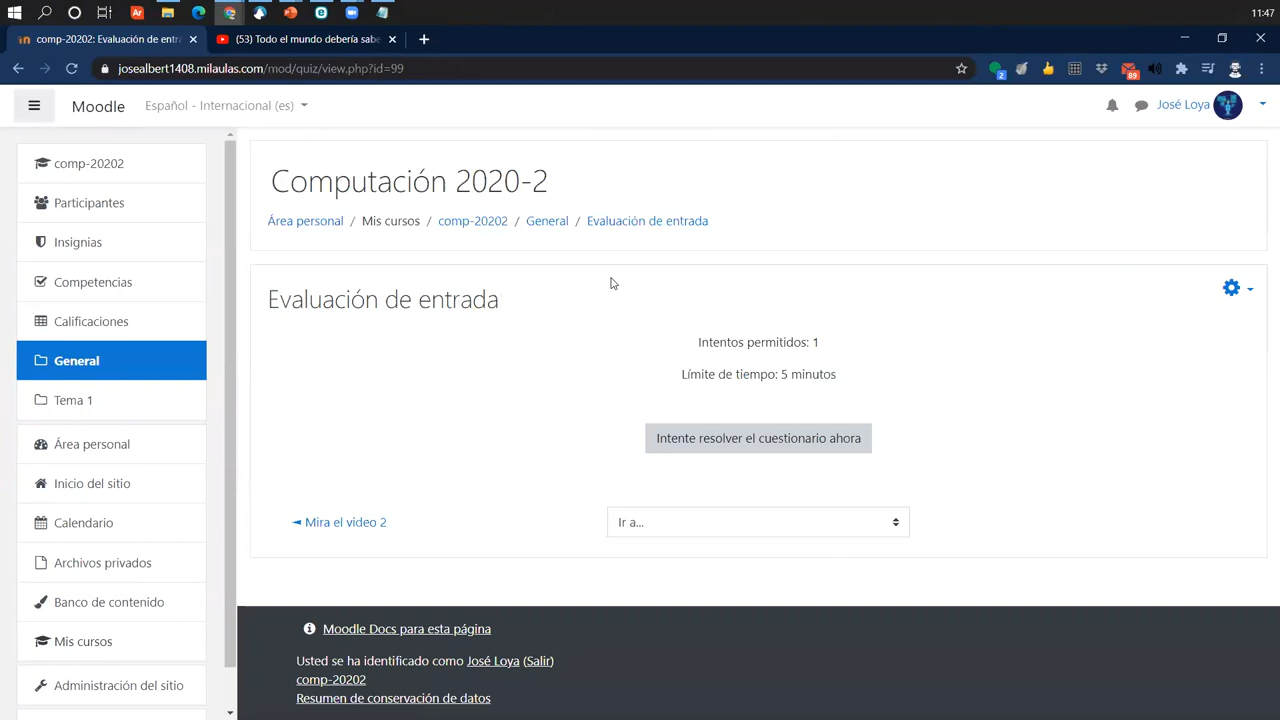 11:47
comp-20202: Evaluación de entra
(53) Todo el mundo debería sabe
josealbert1408.milaulas.com/mod/quiz/view.php?id=99
2
89
Moodle
Español - Internacional (es)
José Loya
comp-20202
Participantes
Insignias
Competencias
Calificaciones
General
Tema 1
Área personal
Inicio del sitio
Calendario
Archivos privados
Banco de contenido
Mis cursos
Administración del sitio
Computación 2020-2
Área personal / Mis cursos / comp-20202 / General / Evaluación de entrada
Evaluación de entrada
Intentos permitidos: 1
Límite de tiempo: 5 minutos
Intente resolver el cuestionario ahora
◄ Mira el video 2
Ir a...
Moodle Docs para esta página
Usted se ha identificado como José Loya (Salir)
comp-20202
Resumen de conservación de datos